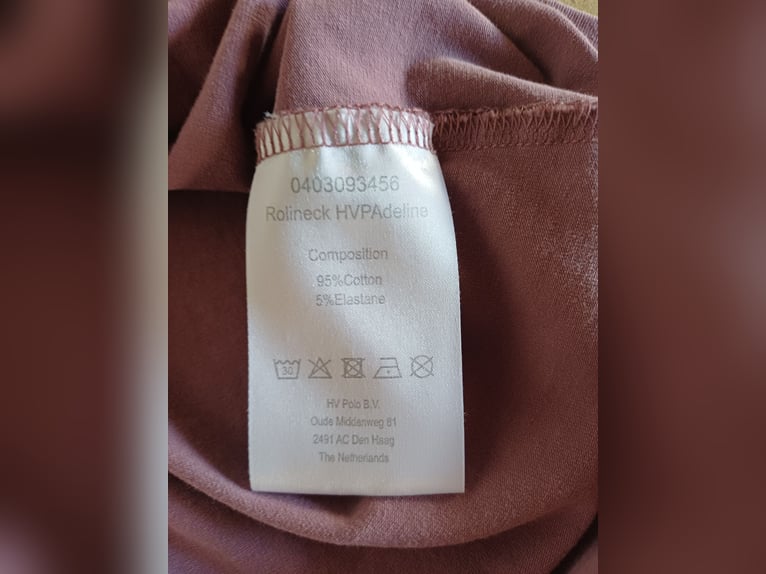 0403093456
Rollneck HVPAdeline
Composition
95%Cotton
5%Elastane
30
HV Polo B.V.
Oude Middenweg 81
2491 AC Den Haag
The Netherlands